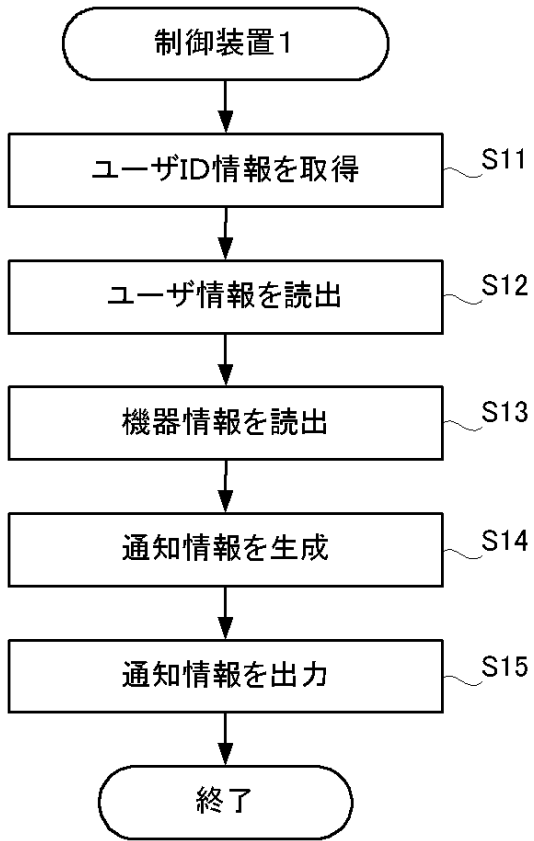 制御装置1
ユーザID情報を取得
S11
ユーザ情報を読出
S12
機器情報を読出
S13
通知情報を生成
S14
通知情報を出力
S15
終了